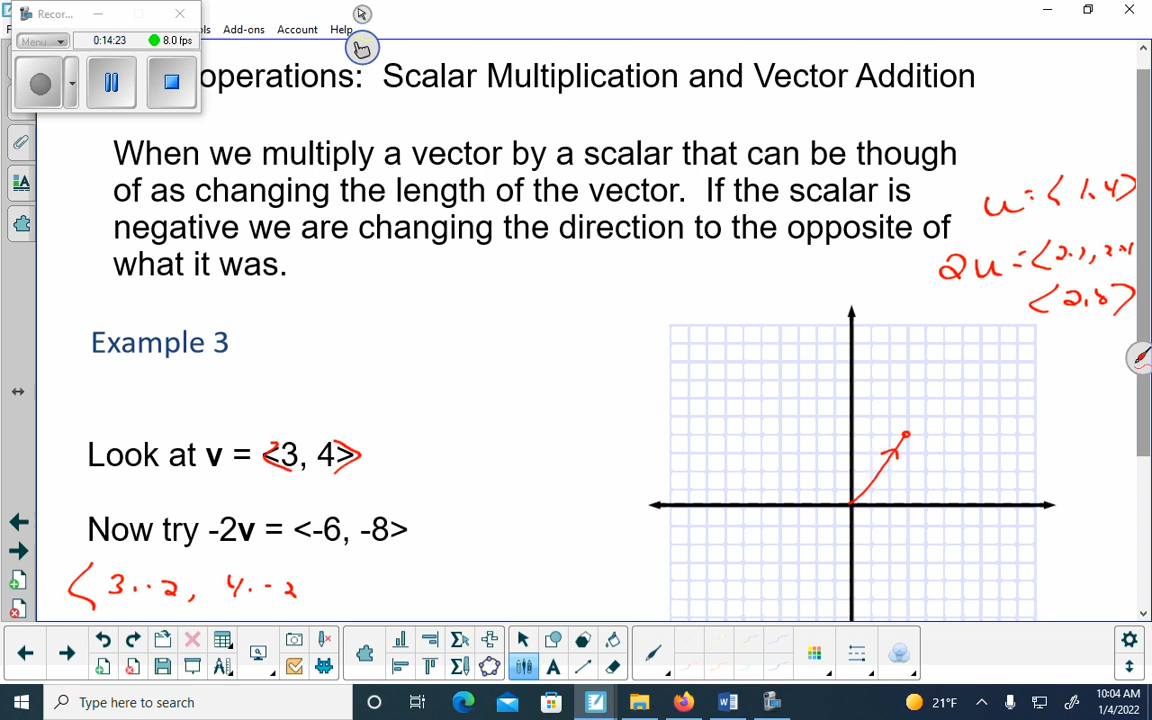 Recor...
Menu
0:14:23
8.0 fps
Add-ons Account Help
operations: Scalar Multiplication and Vector Addition
When we multiply a vector by a scalar that can be though
of as changing the length of the vector. If the scalar is
negative we are changing the direction to the opposite of
what it was.
u = < 1, 4 >
2u = < 2·1, 2·4
< 2, 8 >
Example 3
Look at v = <3, 4>
Now try -2v = <-6, -8>
< 3·-2, 4·-2
Type here to search
21°F
10:04 AM
1/4/2022